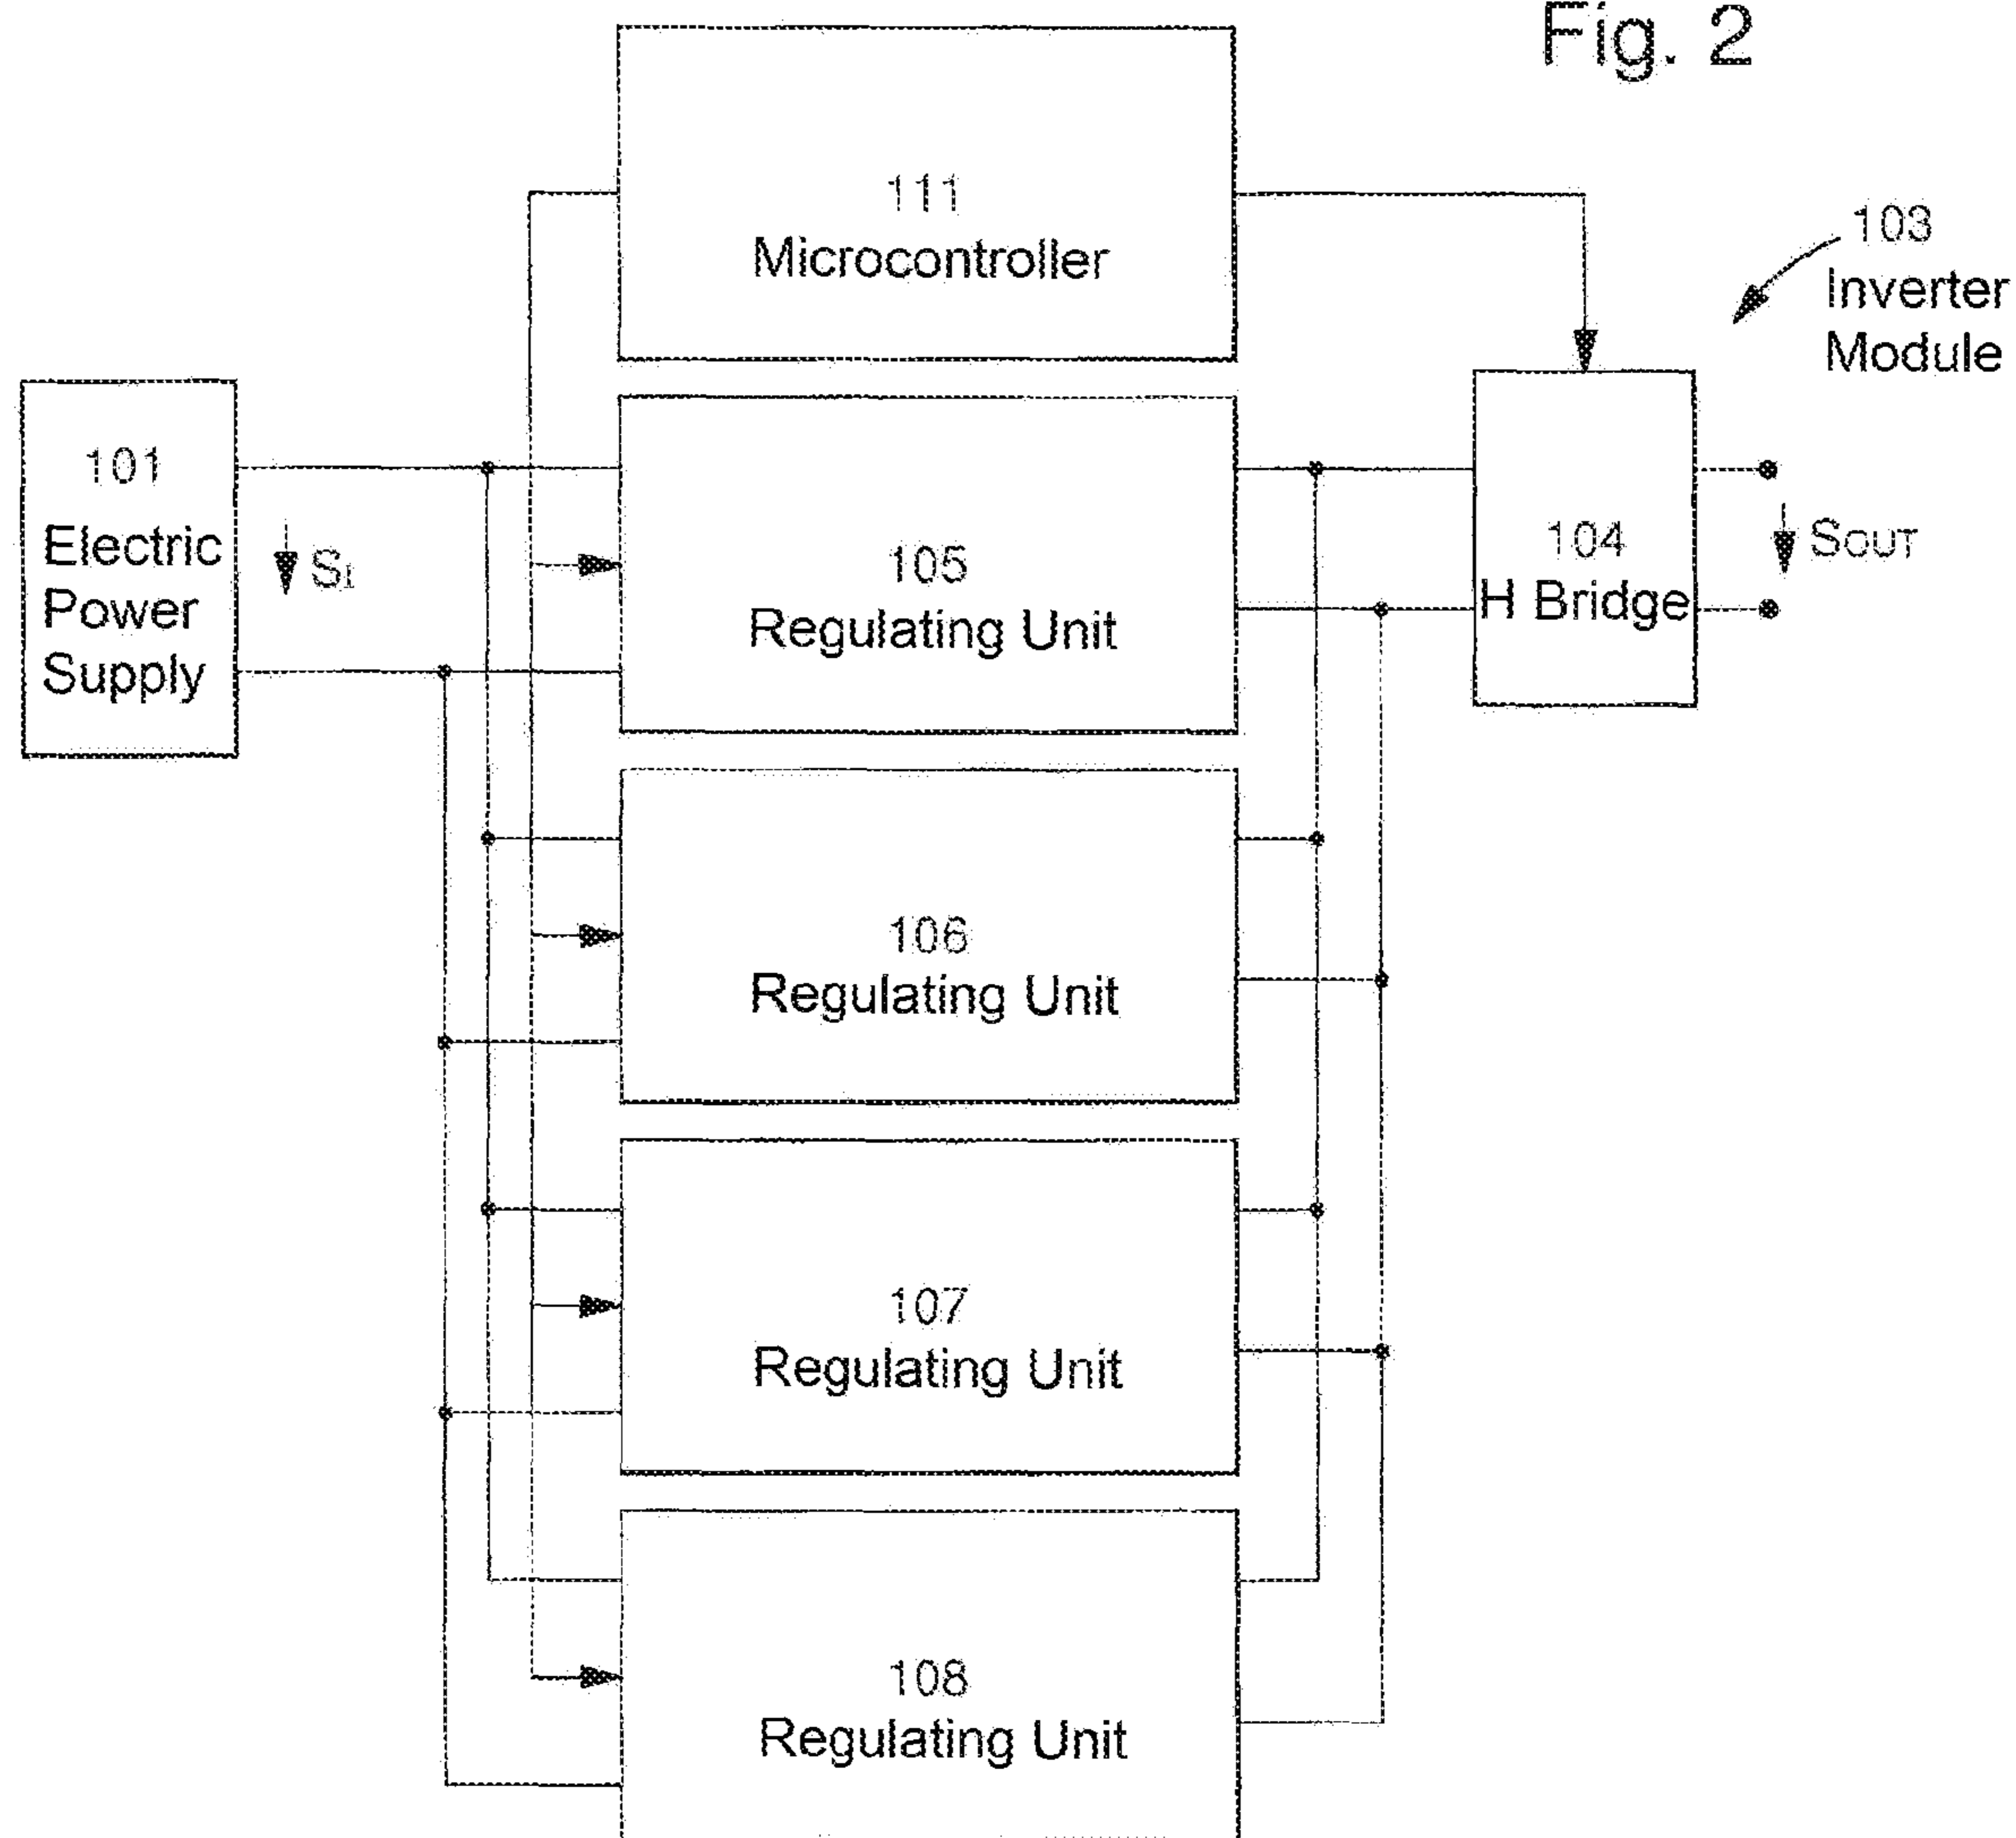 Fig. 2
111
Microcontroller
103
Inverter
Module
101
Electric
Power
Supply
S1
105
Regulating Unit
104
H Bridge
SOUT
106
Regulating Unit
107
Regulating Unit
108
Regulating Unit